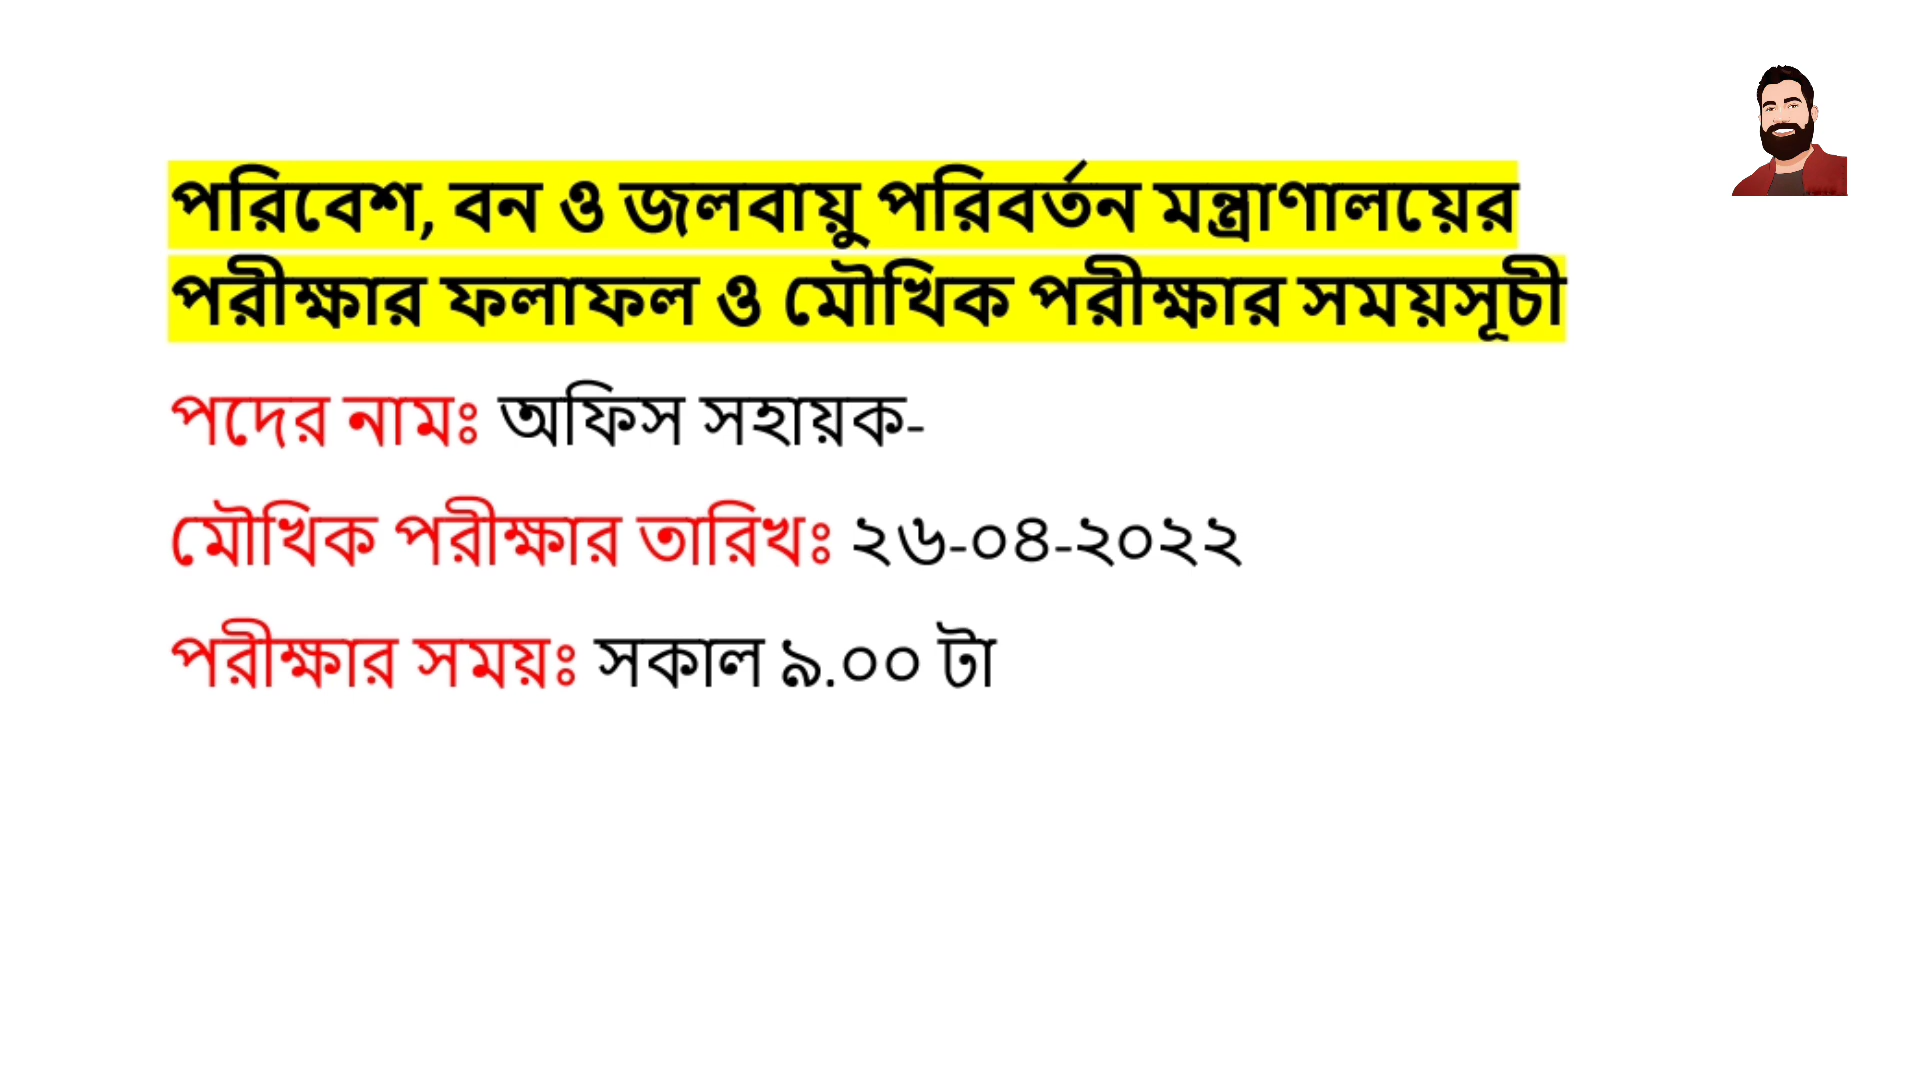 পরিবেশ, বন ও জলবায়ু পরিবর্তন মন্ত্রাণালয়ের
পরীক্ষার ফলাফল ও মৌখিক পরীক্ষার সময়সূচী
পদের নামঃ অফিস সহায়ক-
মৌখিক পরীক্ষার তারিখঃ ২৬-০৪-২০২২
পরীক্ষার সময়ঃ সকাল ৯.০০ টা